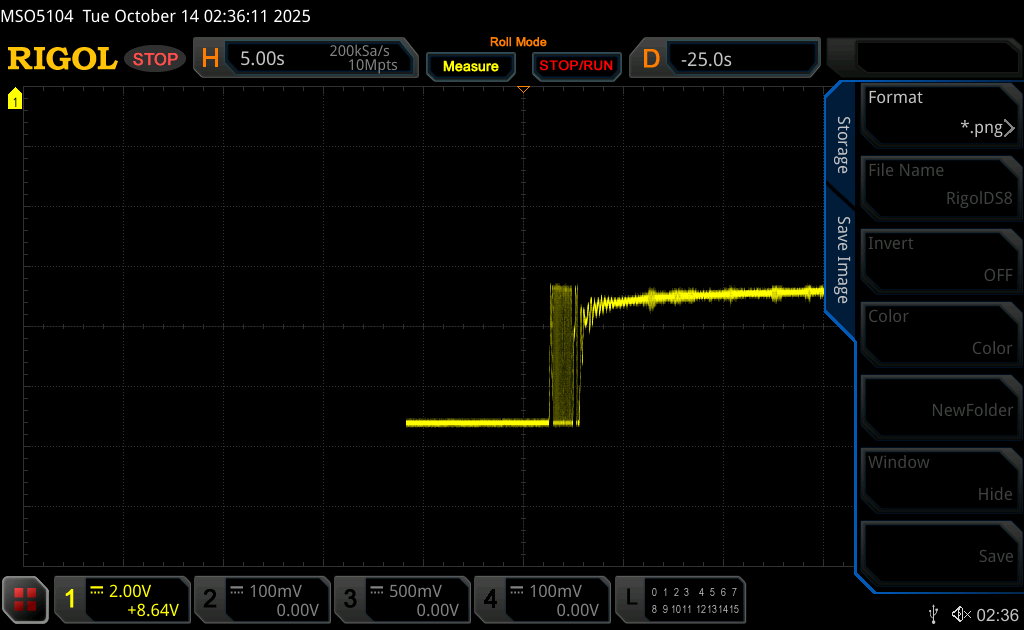 MSO5104 Tue October 14 02:36:11 2025
RIGOL STOP H 5.00s 200kSa/s 10Mpts Roll Mode Measure STOP/RUN D -25.0s
1
Storage
Save Image
Format
*.png
File Name
RigolDS8
Invert
OFF
Color
Color
NewFolder
Window
Hide
Save
1 2.00V +8.64V
2 100mV 0.00V
3 500mV 0.00V
4 100mV 0.00V
L 0 1 2 3 4 5 6 7
8 9 10 11 12 13 14 15
02:36